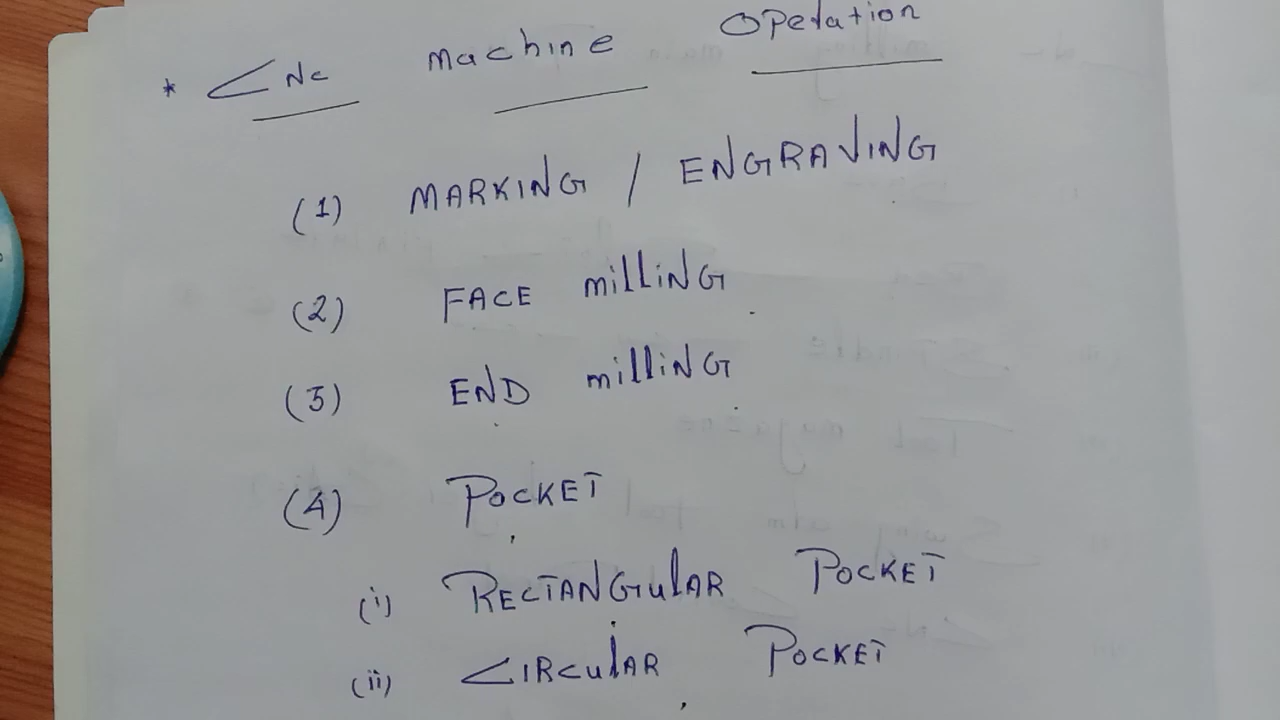 * CNc machine Operation
(1) MARKING / ENGRAVING
(2) FACE milliNG
(3) END milliNG
(4) POCKET
(i) RECTANGulAR POCKET
(ii) CIRculAR POCKET